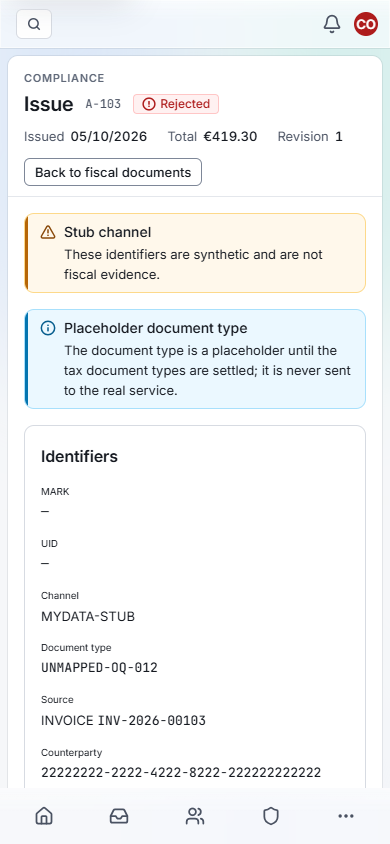 CO
COMPLIANCE
Issue A-103 Rejected
Issued 05/10/2026 Total €419.30 Revision 1
Back to fiscal documents
Stub channel
These identifiers are synthetic and are not
fiscal evidence.
Placeholder document type
The document type is a placeholder until the
tax document types are settled; it is never sent
to the real service.
Identifiers
MARK
—
UID
—
Channel
MYDATA-STUB
Document type
UNMAPPED-OQ-012
Source
INVOICE INV-2026-00103
Counterparty
22222222-2222-4222-8222-222222222222